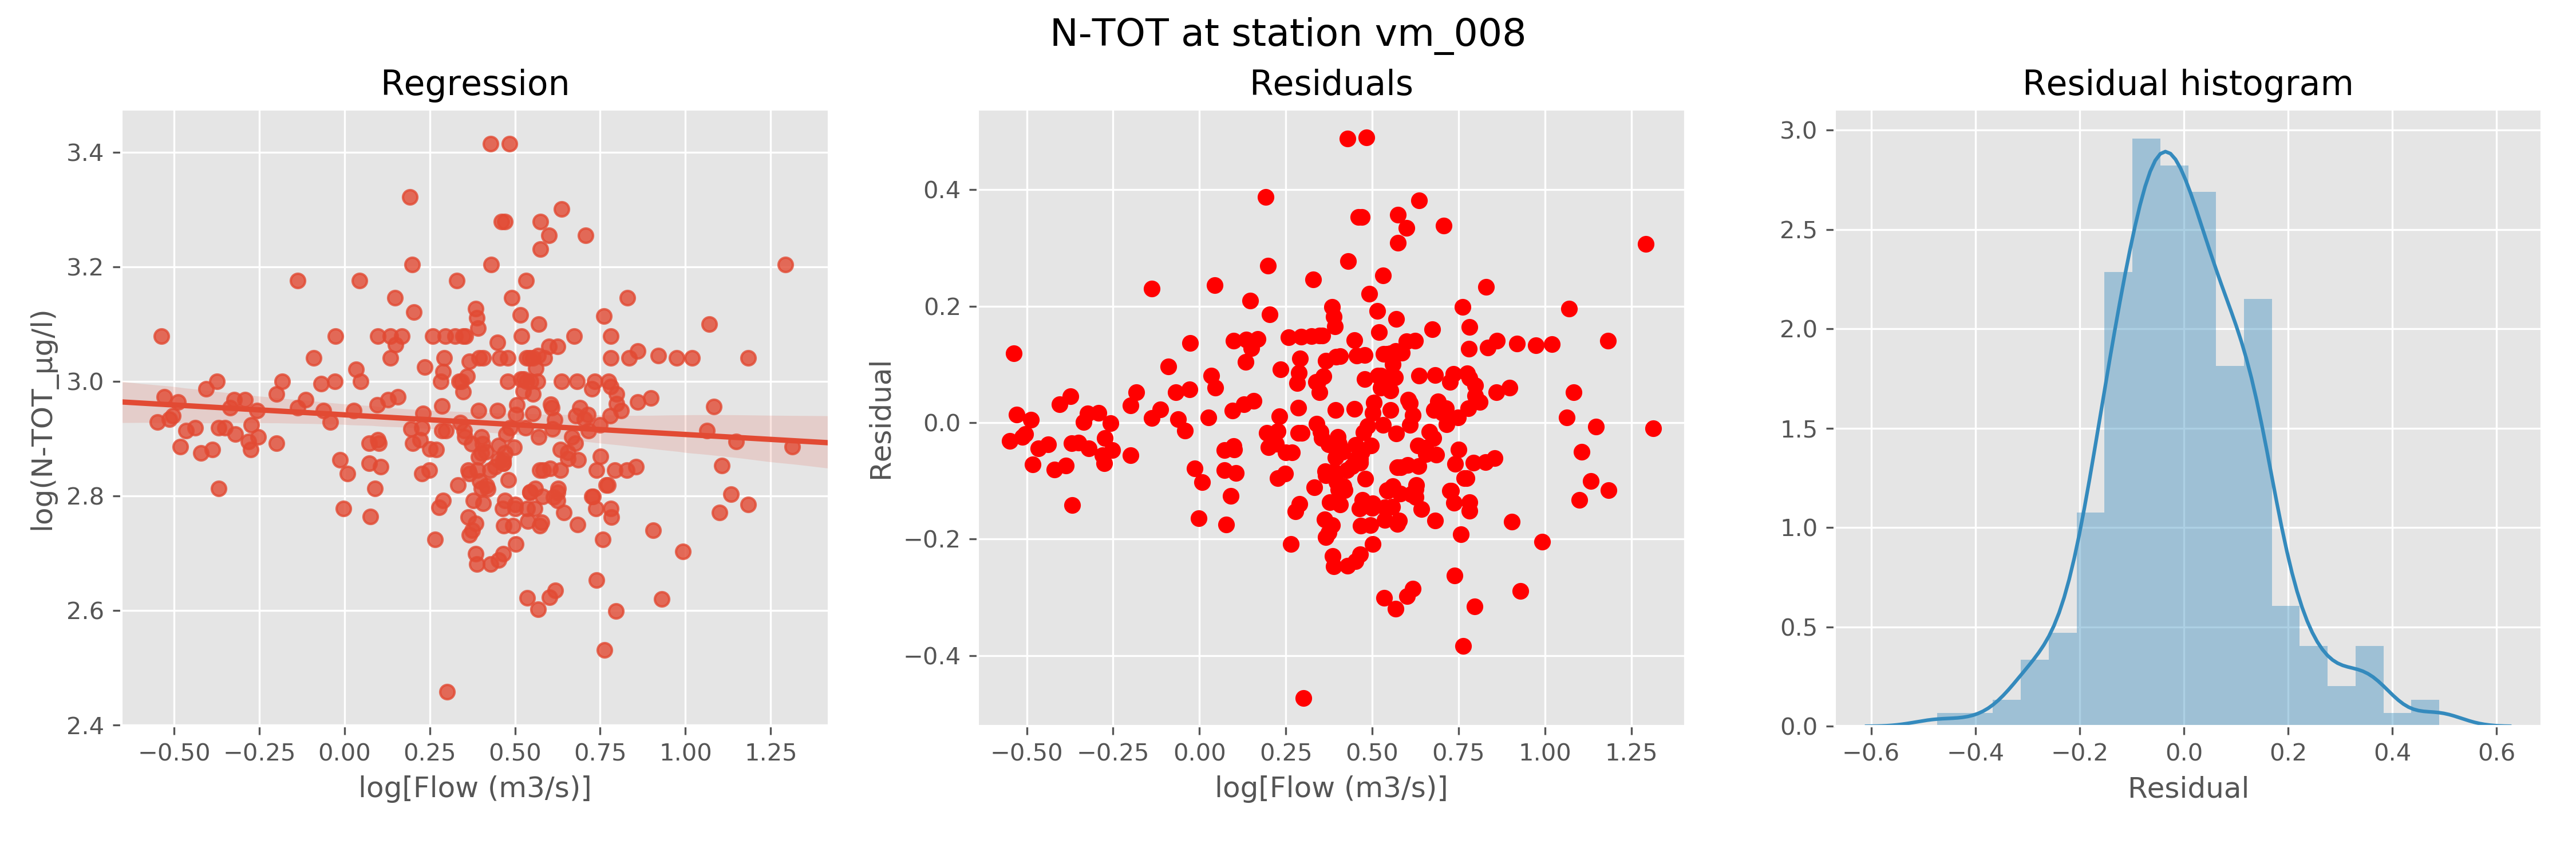 N-TOT at station vm_008
Regression
log(N-TOT_µg/l)
3.4
3.2
3.0
2.8
2.6
2.4
−0.50 −0.25 0.00 0.25 0.50 0.75 1.00 1.25
log[Flow (m3/s)]
Residuals
Residual
0.4
0.2
0.0
−0.2
−0.4
−0.50 −0.25 0.00 0.25 0.50 0.75 1.00 1.25
log[Flow (m3/s)]
Residual histogram
3.0
2.5
2.0
1.5
1.0
0.5
0.0
−0.6 −0.4 −0.2 0.0 0.2 0.4 0.6
Residual